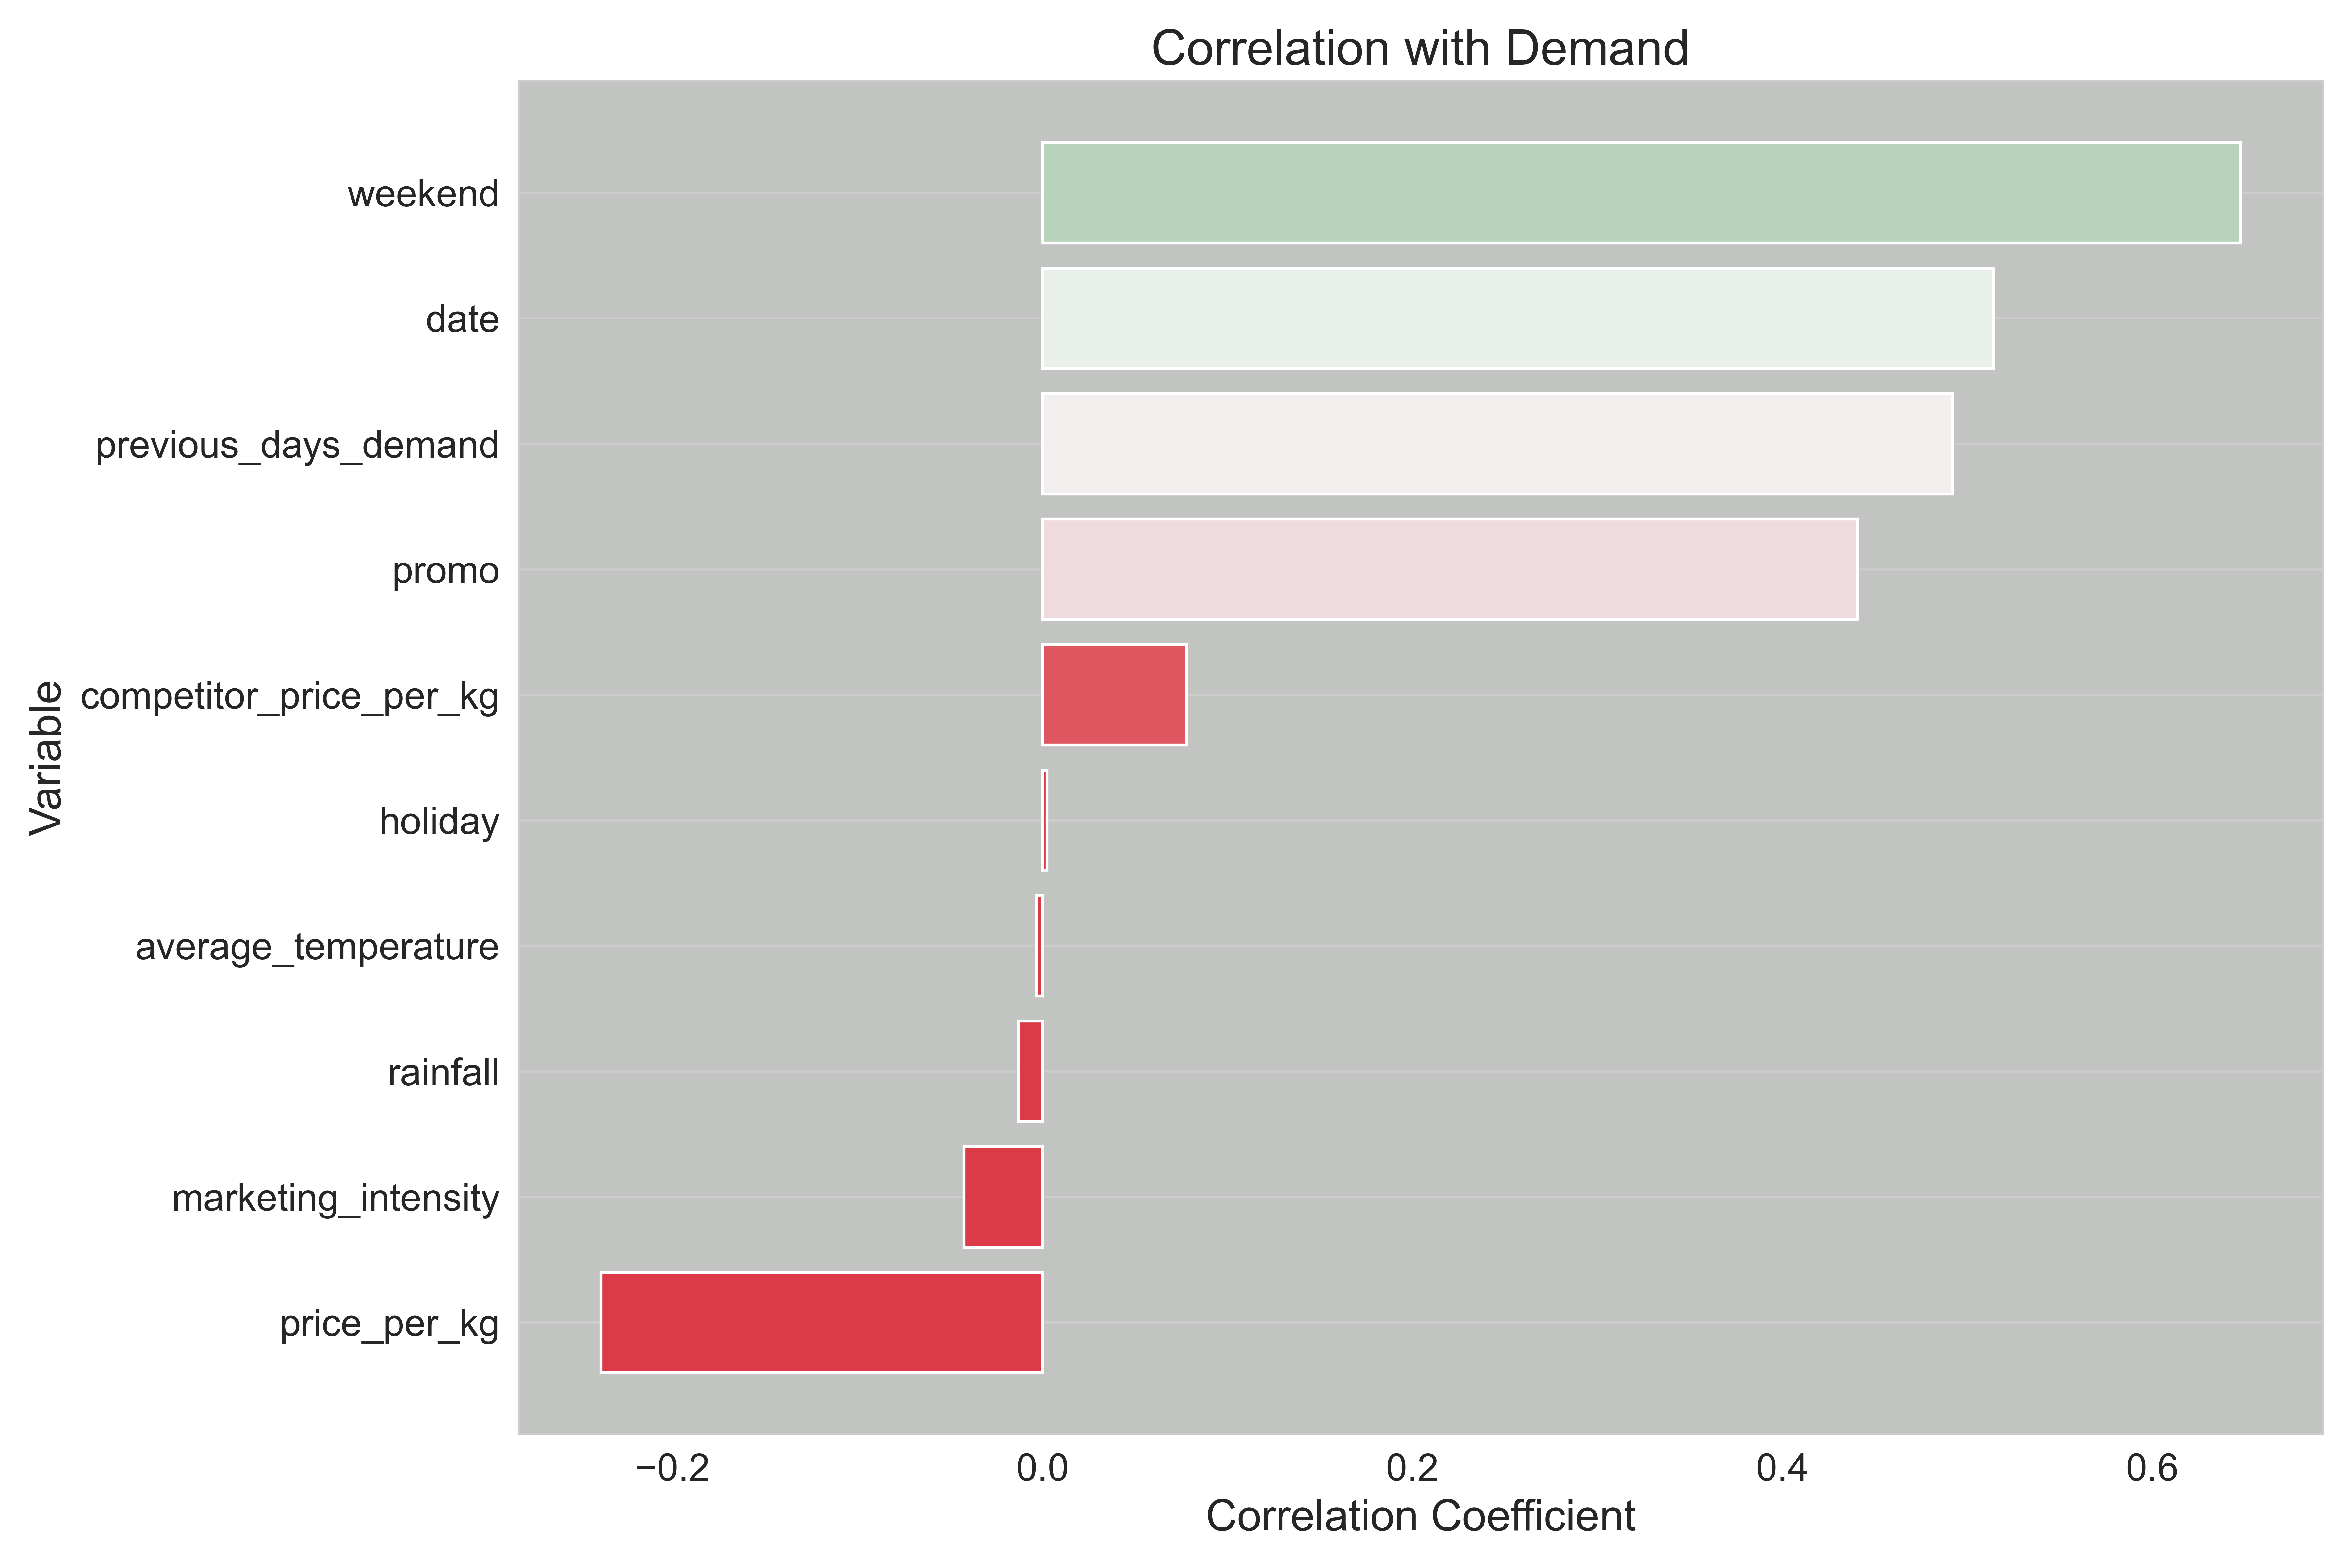 Correlation with Demand
weekend
date
previous_days_demand
promo
competitor_price_per_kg
holiday
average_temperature
rainfall
marketing_intensity
price_per_kg
Variable
−0.2 0.0 0.2 0.4 0.6
Correlation Coefficient